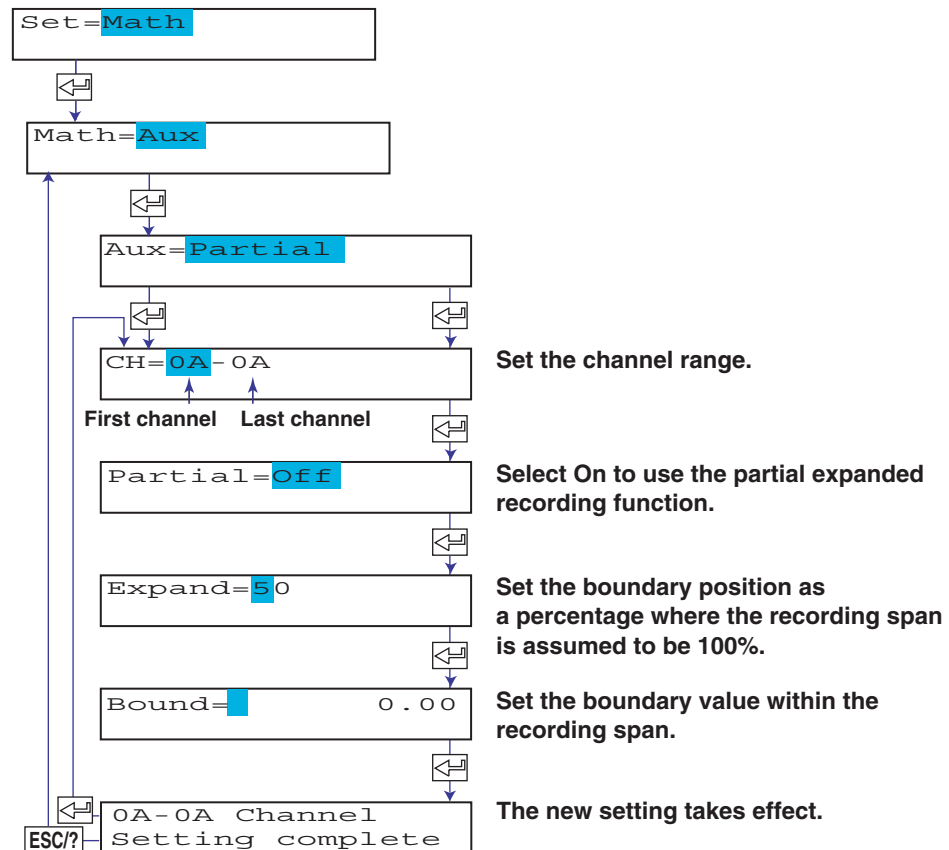 Set=Math
Math=Aux
Aux=Partial
CH=0A-0A
Set the channel range.
First channel Last channel
Partial=Off
Select On to use the partial expanded
recording function.
Expand=50
Set the boundary position as
a percentage where the recording span
is assumed to be 100%.
Bound= 0.00
Set the boundary value within the
recording span.
0A-0A Channel
Setting complete
The new setting takes effect.
ESC/?